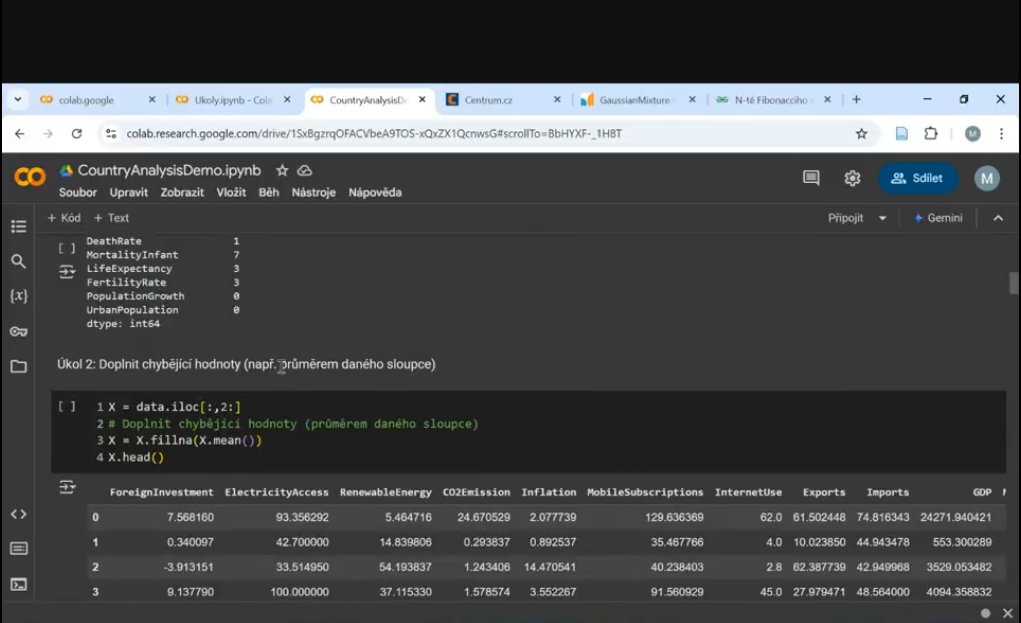 colab.google
Ukoly.ipynb - Cola
CountryAnalysisDe
Centrum.cz
GaussianMixture -
N-té Fibonacciho
colab.research.google.com/drive/1SxBgzrqOFACVbeA9TOS-xQxZX1QcnwsG#scrollTo=BbHYXF-_1H8T
M
CountryAnalysisDemo.ipynb
Soubor Upravit Zobrazit Vložit Běh Nástroje Nápověda
Sdílet
M
+ Kód + Text
Připojit
Gemini
[ ]
DeathRate 1
MortalityInfant 7
LifeExpectancy 3
FertilityRate 3
PopulationGrowth 0
UrbanPopulation 0
dtype: int64
Úkol 2: Doplnit chybějící hodnoty (např. průměrem daného sloupce)
[ ]
1 X = data.iloc[:,2:]
2 # Doplnit chybějící hodnoty (průměrem daného sloupce)
3 X = X.fillna(X.mean())
4 X.head()
ForeignInvestment ElectricityAccess RenewableEnergy CO2Emission Inflation MobileSubscriptions InternetUse Exports Imports GDP
0 7.568160 93.356292 5.464716 24.670529 2.077739 129.636369 62.0 61.502448 74.816343 24271.940421
1 0.340097 42.700000 14.839806 0.293837 0.892537 35.467766 4.0 10.023850 44.943478 553.300289
2 -3.913151 33.514950 54.193837 1.243406 14.470541 40.238403 2.8 62.387739 42.949968 3529.053482
3 9.137790 100.000000 37.115330 1.578574 3.552267 91.560929 45.0 27.979471 48.564000 4094.358832